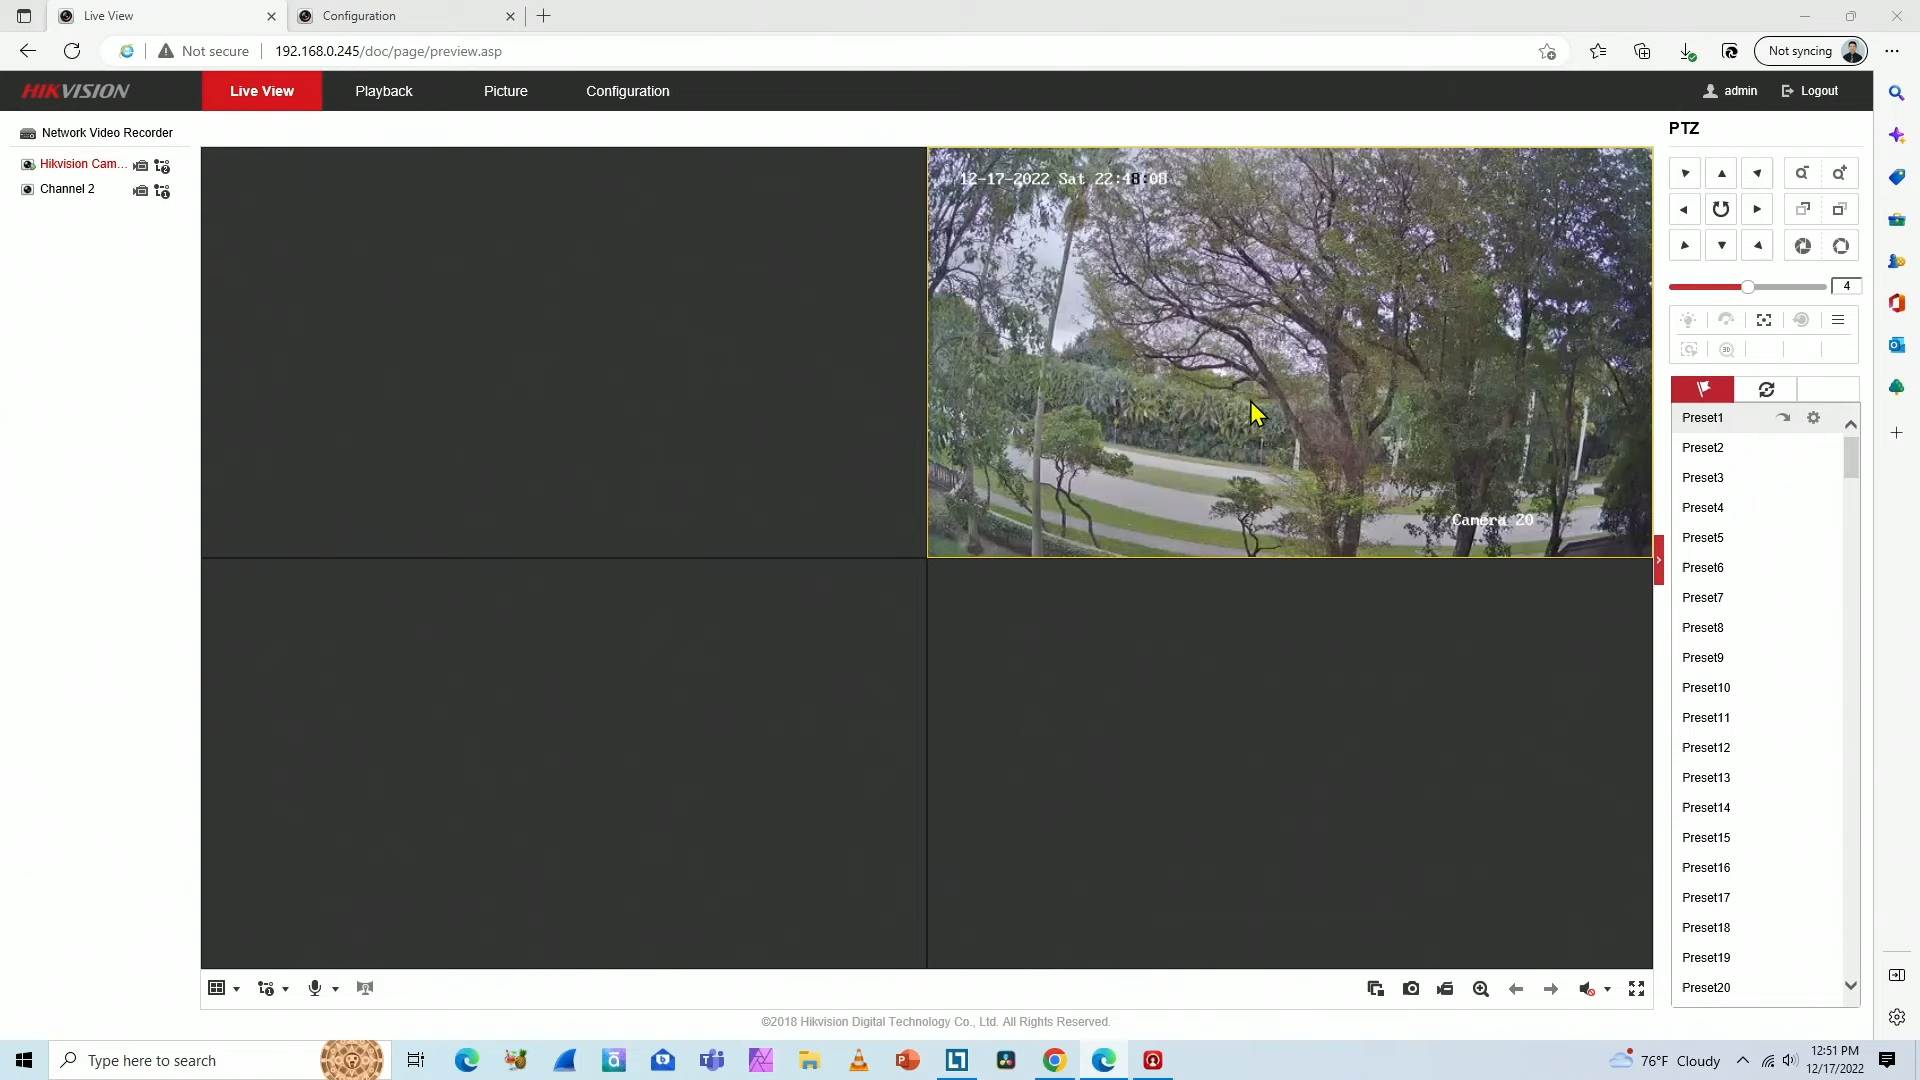 Live View
Configuration
Not secure
192.168.0.245/doc/page/preview.asp
Not syncing
HIKVISION
Live View
Playback
Picture
Configuration
admin
Logout
Network Video Recorder
Hikvision Cam...
Channel 2
12-17-2022 Sat 22:48:08
Camera 20
PTZ
4
3D
Preset1
Preset2
Preset3
Preset4
Preset5
Preset6
Preset7
Preset8
Preset9
Preset10
Preset11
Preset12
Preset13
Preset14
Preset15
Preset16
Preset17
Preset18
Preset19
Preset20
©2018 Hikvision Digital Technology Co., Ltd. All Rights Reserved.
Type here to search
76°F Cloudy
12:51 PM
12/17/2022